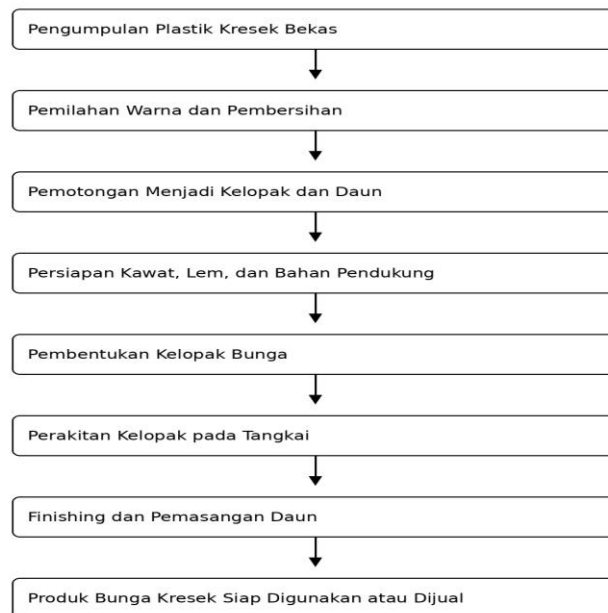 Pengumpulan Plastik Kresek Bekas
Pemilahan Warna dan Pembersihan
Pemotongan Menjadi Kelopak dan Daun
Persiapan Kawat, Lem, dan Bahan Pendukung
Pembentukan Kelopak Bunga
Perakitan Kelopak pada Tangkai
Finishing dan Pemasangan Daun
Produk Bunga Kresek Siap Digunakan atau Dijual